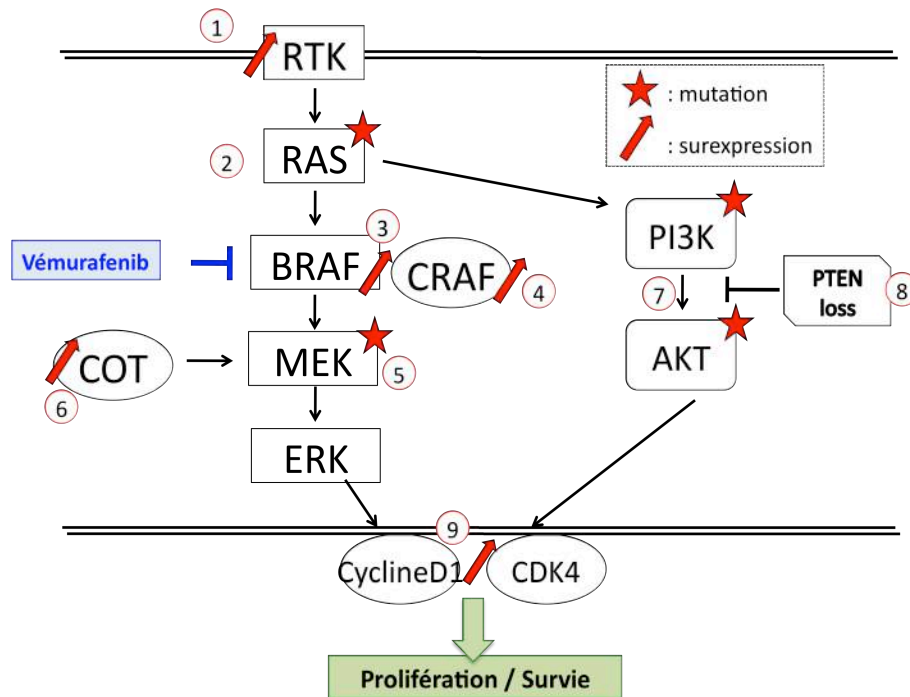 1
RTK
: mutation
: surexpression
2
RAS
3
PI3K
Vémurafenib
BRAF
CRAF
4
7
PTEN
loss
8
COT
6
MEK
5
AKT
ERK
9
CyclineD1
CDK4
Prolifération / Survie